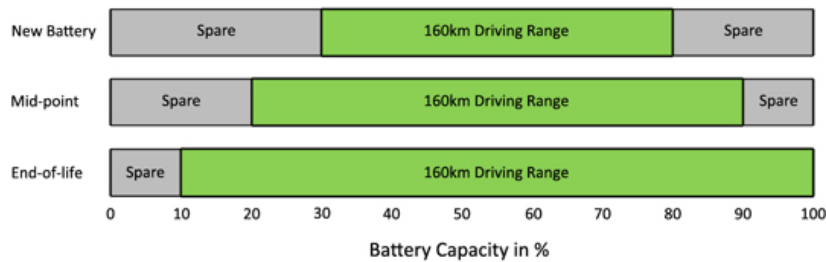 New Battery Spare 160km Driving Range Spare
Mid-point Spare 160km Driving Range Spare
End-of-life Spare 160km Driving Range
0 10 20 30 40 50 60 70 80 90 100
Battery Capacity in %